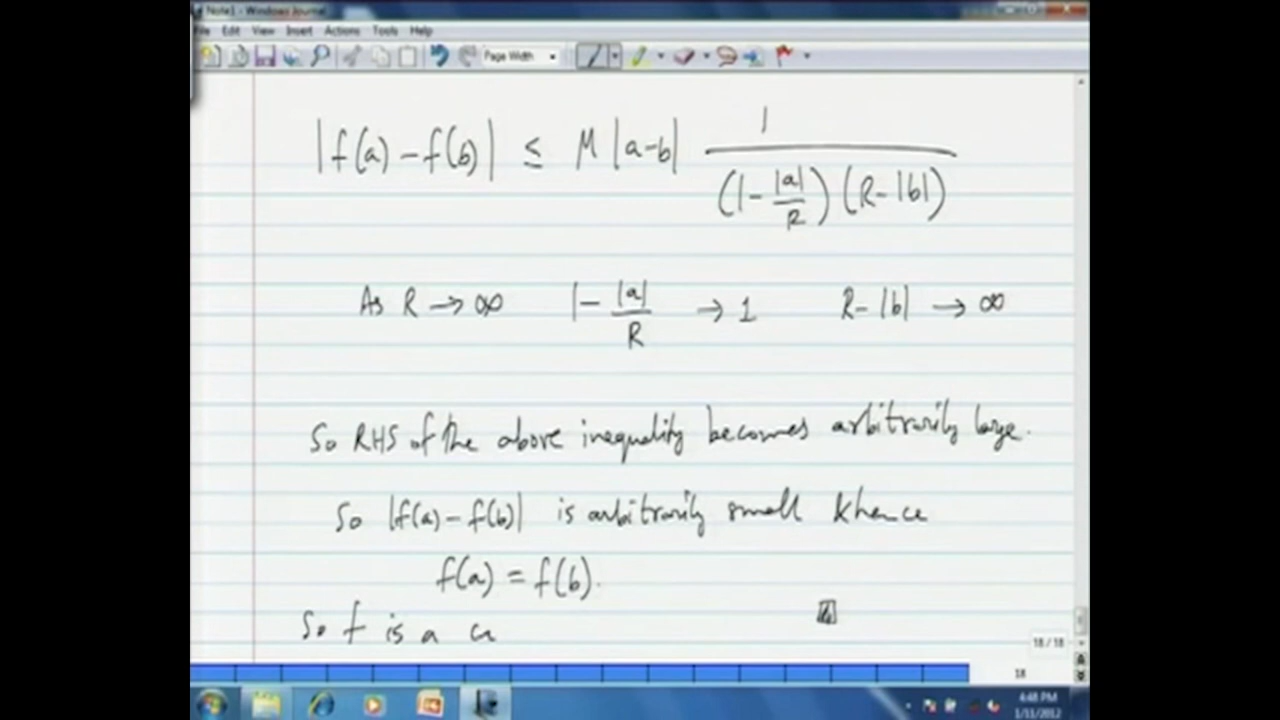 Note1 - Windows Journal
File Edit View Insert Actions Tools Help
Page Width
|f(a) - f(b)| ≤ M |a-b| 1 / ((1 - |a|/R) (R - |b|))
As R → ∞ 1 - |a|/R → 1 R - |b| → ∞
So RHS of the above inequality becomes arbitrarily large.
So |f(a) - f(b)| is arbitrarily small & hence
f(a) = f(b).
So f is a
18 / 18
18
4:48 PM
1/11/2012